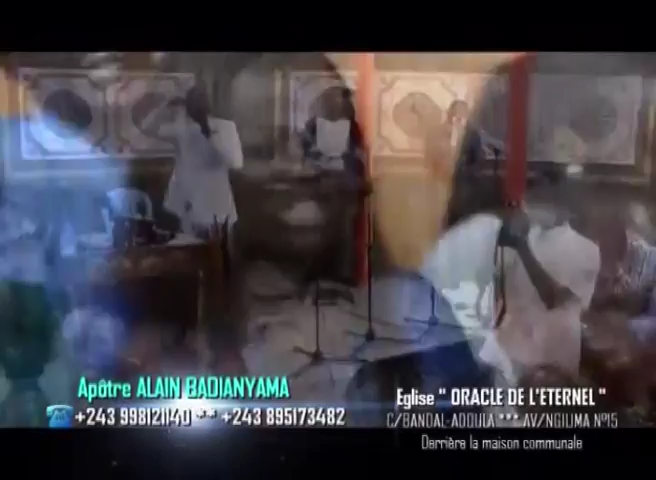 Apôtre ALAIN BADIANYAMA
+243 998121140 ** +243 895173482
Eglise " ORACLE DE L'ETERNEL "
C/BANDAL-ADOULA *** AV/NGILIMA N°15
Derrière la maison communale